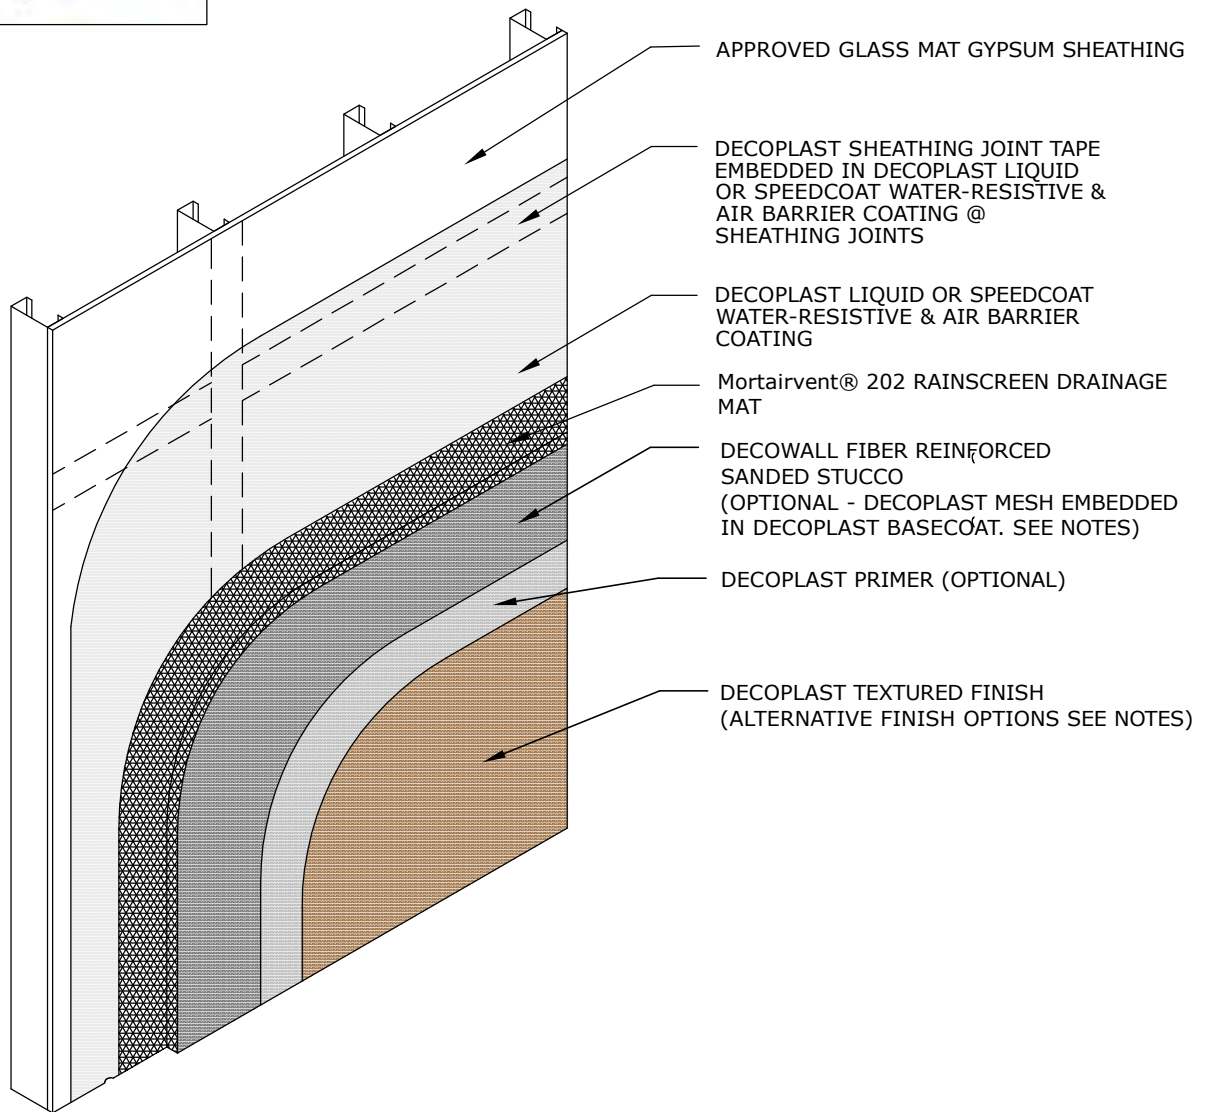 APPROVED GLASS MAT GYPSUM SHEATHING
DECOPLAST SHEATHING JOINT TAPE
EMBEDDED IN DECOPLAST LIQUID
OR SPEEDCOAT WATER-RESISTIVE &
AIR BARRIER COATING @
SHEATHING JOINTS
DECOPLAST LIQUID OR SPEEDCOAT
WATER-RESISTIVE & AIR BARRIER
COATING
Mortairvent® 202 RAINSCREEN DRAINAGE
MAT
DECOWALL FIBER REINFORCED
SANDED STUCCO
(OPTIONAL - DECOPLAST MESH EMBEDDED
IN DECOPLAST BASECOAT. SEE NOTES)
DECOPLAST PRIMER (OPTIONAL)
DECOPLAST TEXTURED FINISH
(ALTERNATIVE FINISH OPTIONS SEE NOTES)